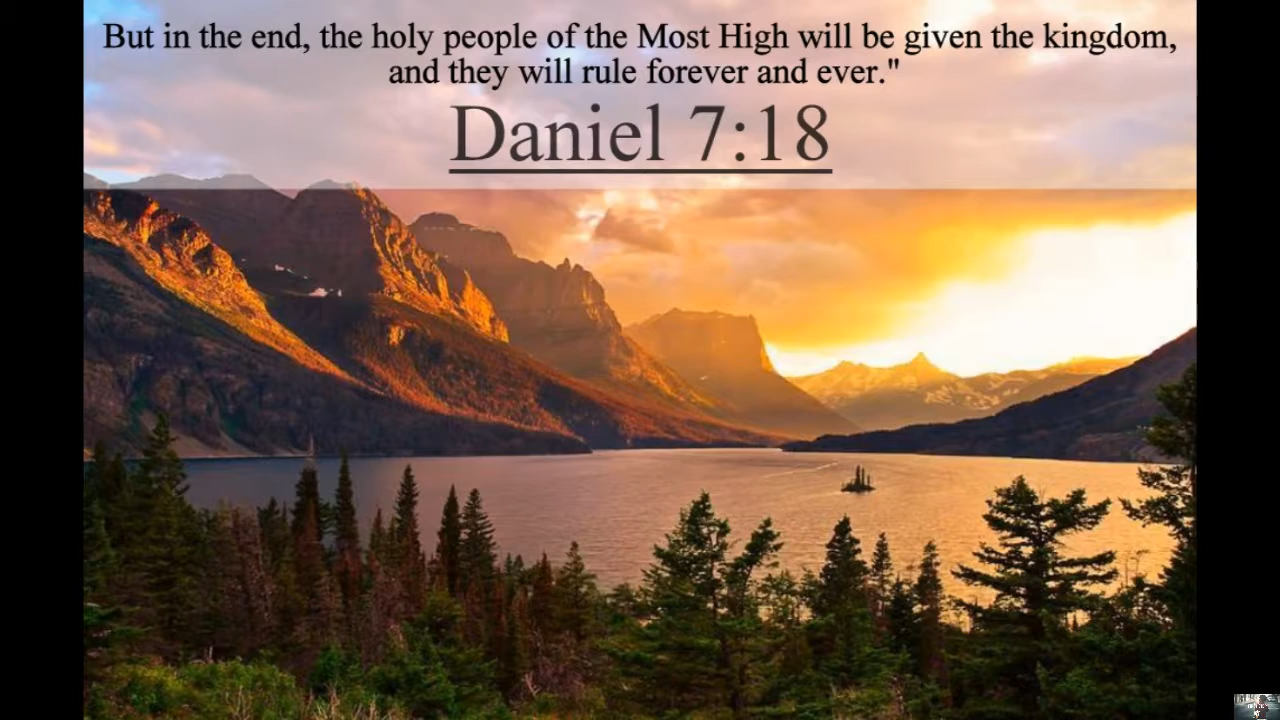 But in the end, the holy people of the Most High will be given the kingdom,
and they will rule forever and ever."
Daniel 7:18